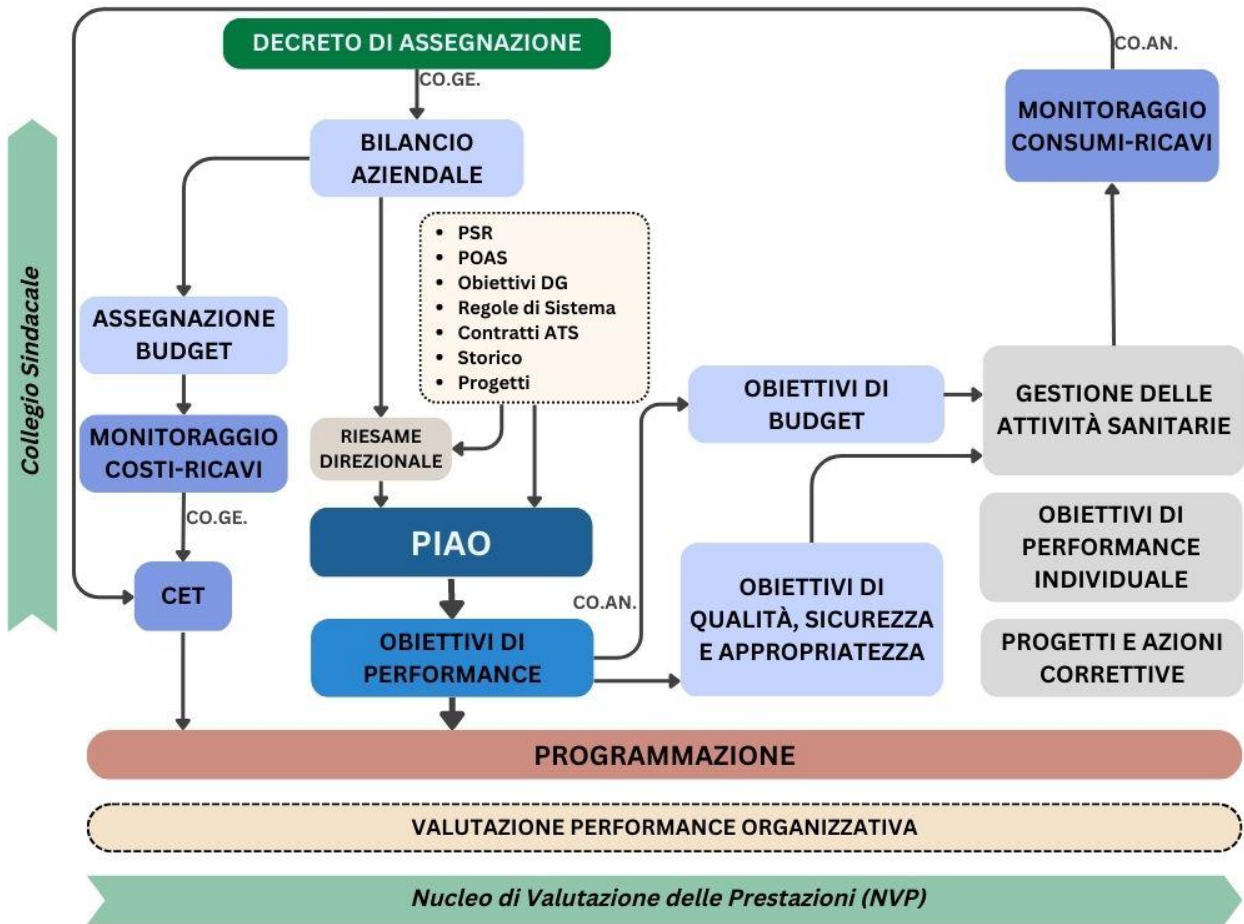 DECRETO DI ASSEGNAZIONE
CO.GE.
CO.AN.
BILANCIO
AZIENDALE
MONITORAGGIO
CONSUMI-RICAVI
• PSR
• POAS
• Obiettivi DG
• Regole di Sistema
• Contratti ATS
• Storico
• Progetti
Collegio Sindacale
ASSEGNAZIONE
BUDGET
MONITORAGGIO
COSTI-RICAVI
CO.GE.
CET
RIESAME
DIREZIONALE
PIAO
OBIETTIVI DI
PERFORMANCE
CO.AN.
OBIETTIVI DI
BUDGET
OBIETTIVI DI
QUALITÀ, SICUREZZA
E APPROPRIATEZZA
GESTIONE DELLE
ATTIVITÀ SANITARIE
OBIETTIVI DI
PERFORMANCE
INDIVIDUALE
PROGETTI E AZIONI
CORRETTIVE
PROGRAMMAZIONE
VALUTAZIONE PERFORMANCE ORGANIZZATIVA
Nucleo di Valutazione delle Prestazioni (NVP)